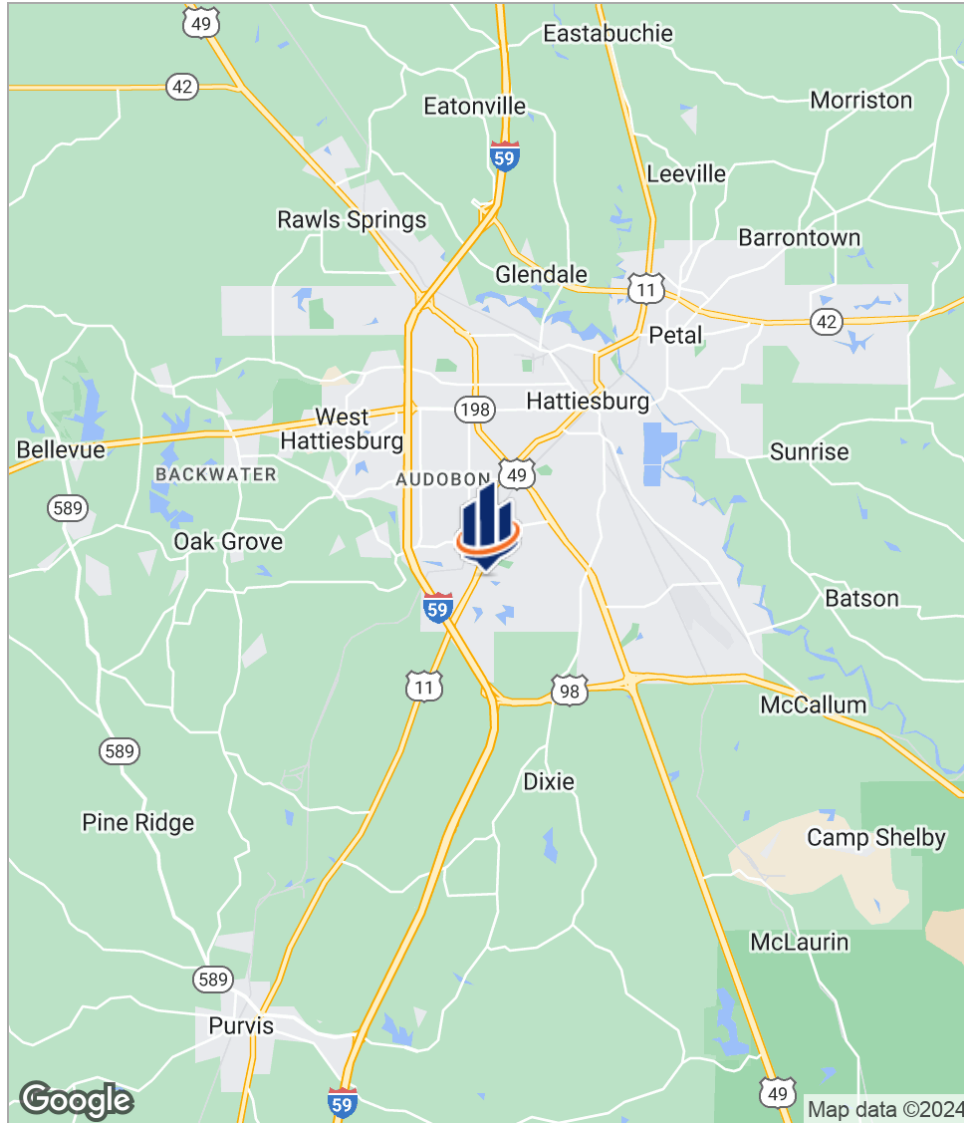 49
Eastabuchie
42
Eatonville
Morriston
59
Leeville
Rawls Springs
Barrontown
Glendale
11
42
Petal
198
Hattiesburg
West
Hattiesburg
Bellevue
Sunrise
BACKWATER
AUDOBON
49
589
Oak Grove
59
Batson
11
98
McCallum
589
Dixie
Pine Ridge
Camp Shelby
McLaurin
589
Purvis
49
59
Google
Map data ©2024